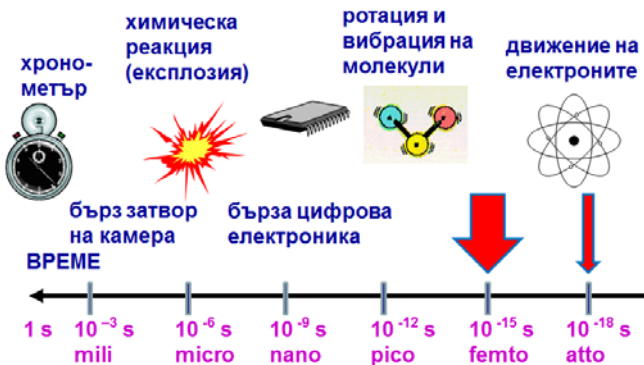 хроно-
метър
химическа
реакция
(експлозия)
ротация и
вибрация на
молекули
движение на
електроните
бърз затвор
на камера
бърза цифрова
електроника
ВРЕМЕ
1 s 10⁻³ s 10⁻⁶ s 10⁻⁹ s 10⁻¹² s 10⁻¹⁵ s 10⁻¹⁸ s
mili micro nano pico femto atto